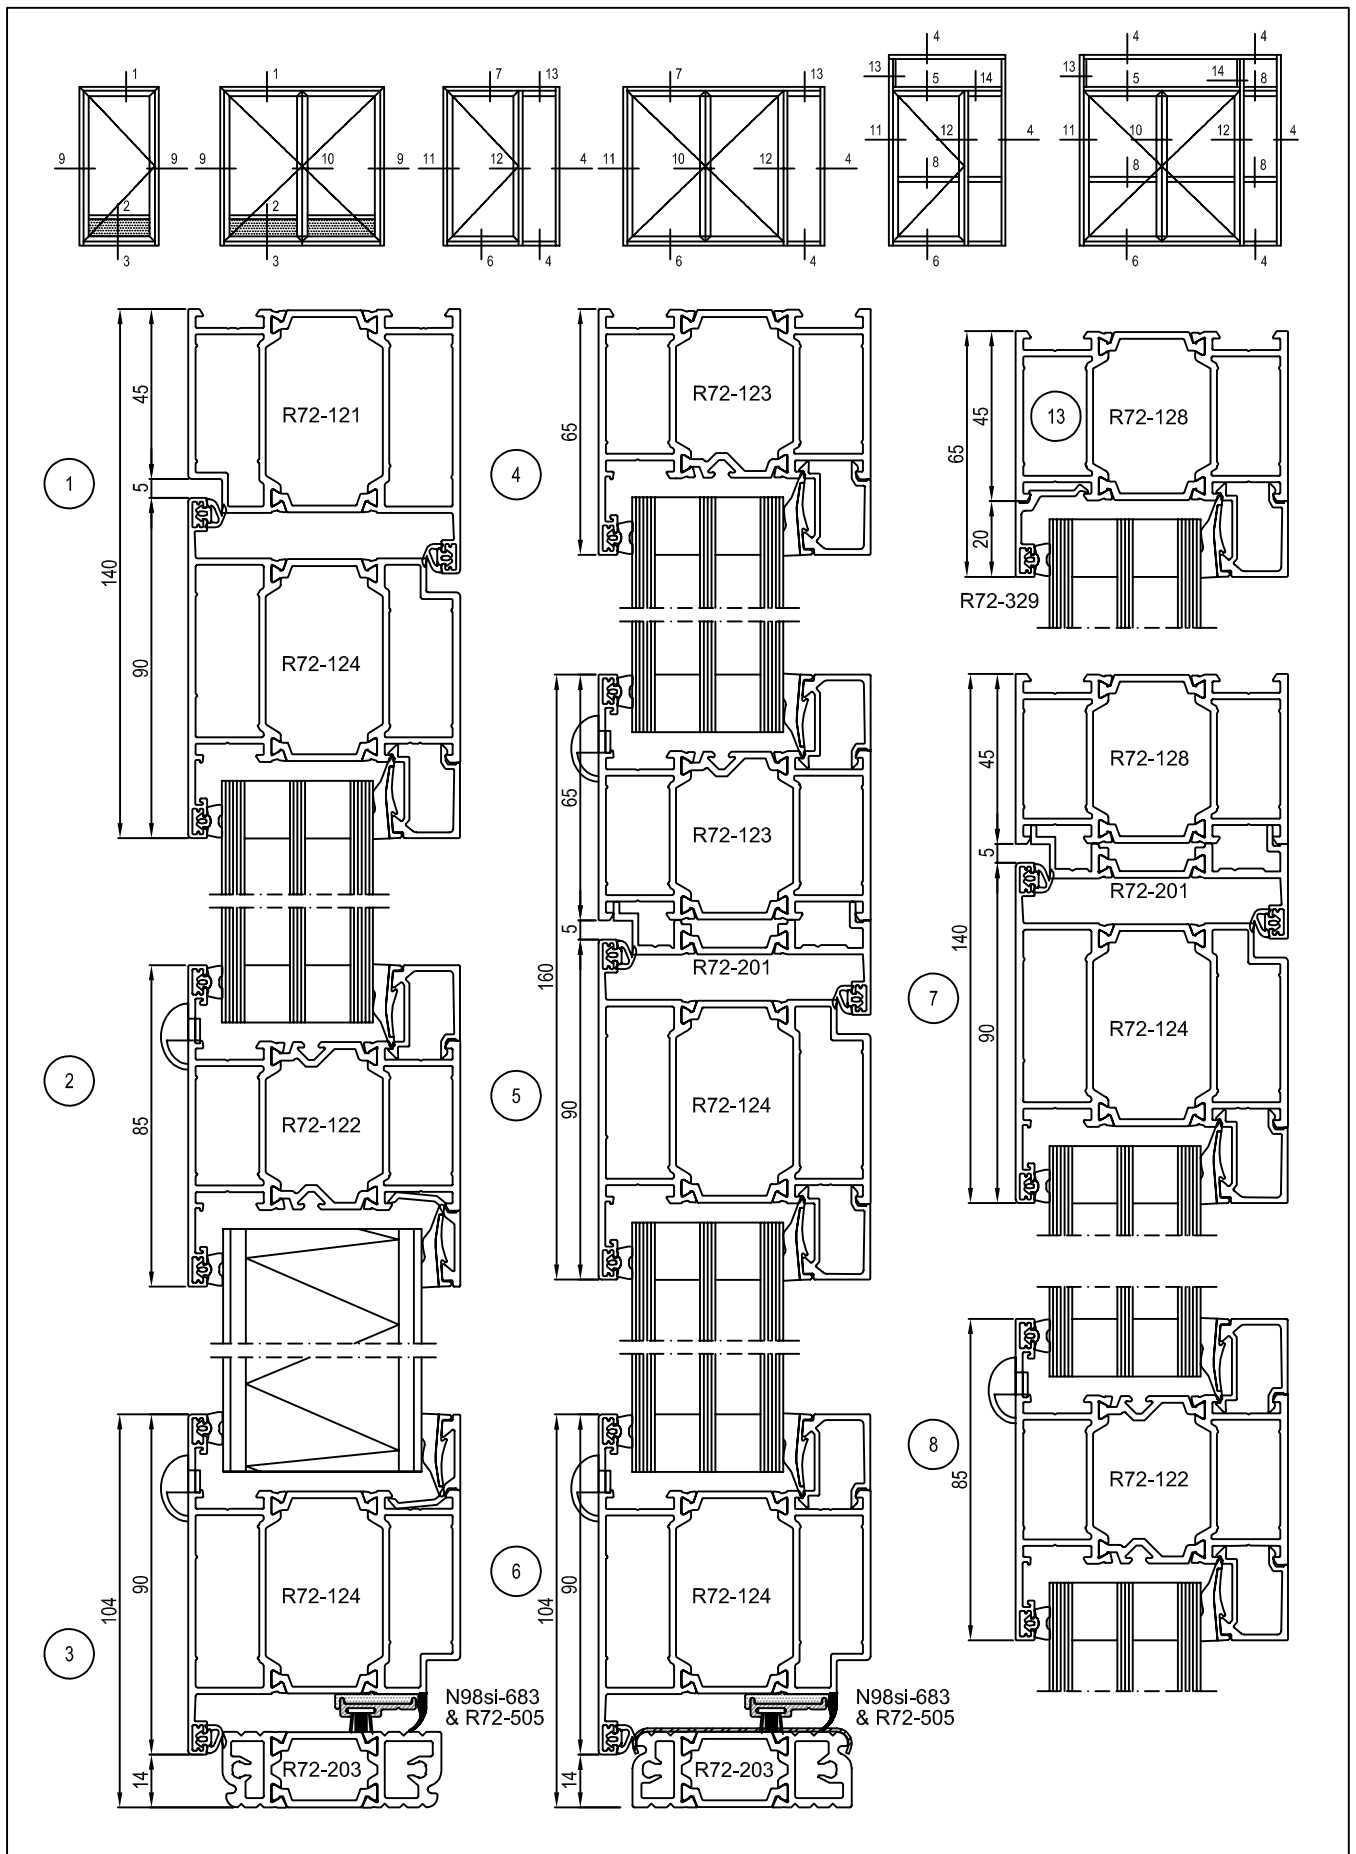 1 1 7 13 7 13
4 4 4
13 5 14 13 5 14 8
11 12 4 11 10 12 4
9 9 9 10 9 11 12 4 11 10 12 4
8 8 8
2 2
3 3 6 4 6 4 6 6 4
1
140
45
5
90
R72-121
R72-124
2
85
R72-122
3
104
90
14
R72-124
N98si-683
& R72-505
R72-203
4
65
R72-123
5
160
65
5
90
R72-123
R72-201
R72-124
6
104
90
14
R72-124
N98si-683
& R72-505
R72-203
13
65
45
20
R72-128
R72-329
7
140
45
5
90
R72-128
R72-201
R72-124
8
85
R72-122